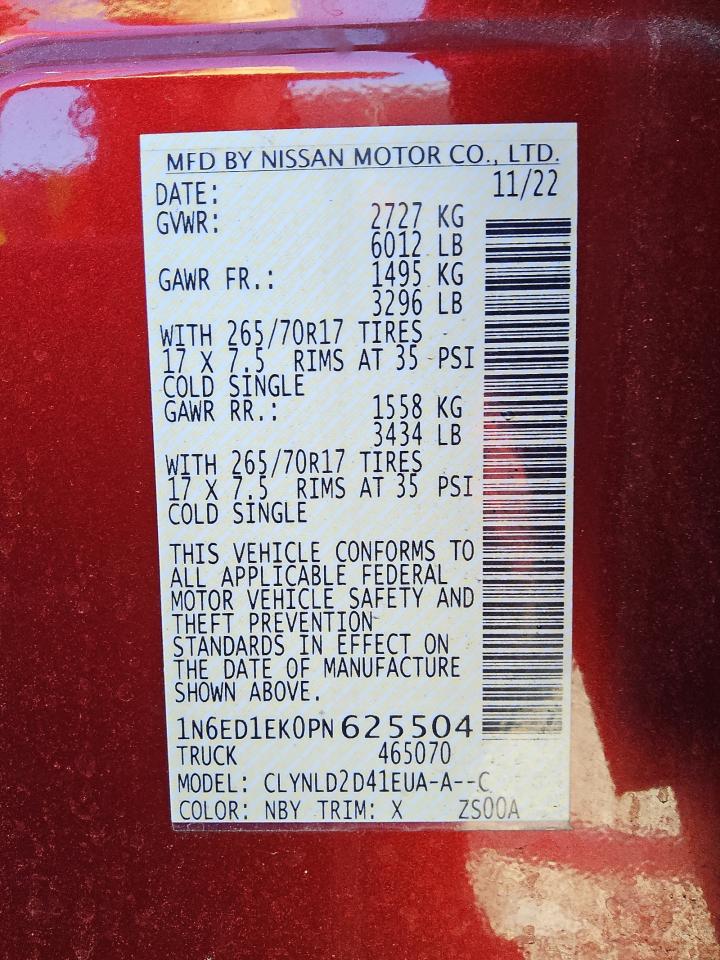 MFD BY NISSAN MOTOR CO., LTD.
DATE: 11/22
GVWR: 2727 KG
6012 LB
GAWR FR.: 1495 KG
3296 LB
WITH 265/70R17 TIRES
17 X 7.5 RIMS AT 35 PSI
COLD SINGLE
GAWR RR.: 1558 KG
3434 LB
WITH 265/70R17 TIRES
17 X 7.5 RIMS AT 35 PSI
COLD SINGLE
THIS VEHICLE CONFORMS TO
ALL APPLICABLE FEDERAL
MOTOR VEHICLE SAFETY AND
THEFT PREVENTION
STANDARDS IN EFFECT ON
THE DATE OF MANUFACTURE
SHOWN ABOVE.
1N6ED1EK0PN625504
TRUCK 465070
MODEL: CLYNLD2D41EUA-A--C
COLOR: NBY TRIM: X ZS00A